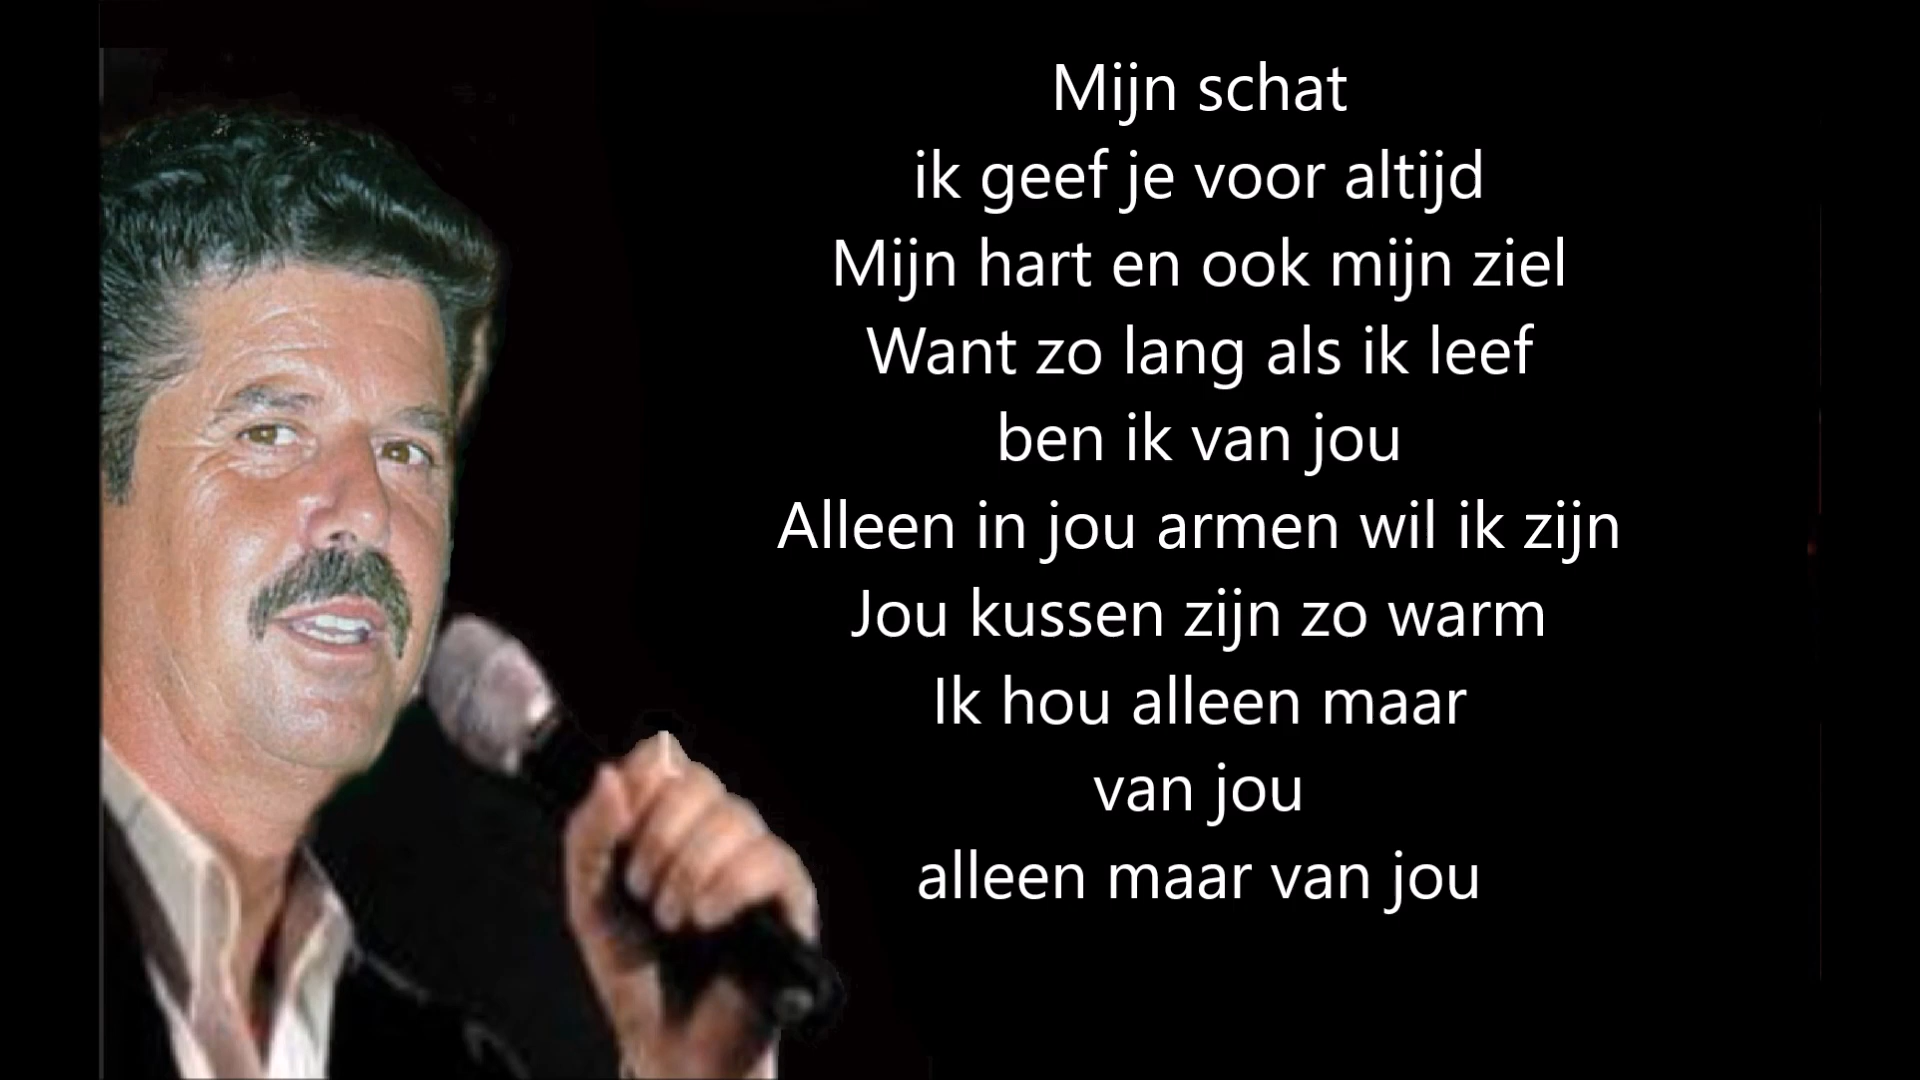 Mijn schat
ik geef je voor altijd
Mijn hart en ook mijn ziel
Want zo lang als ik leef
ben ik van jou
Alleen in jou armen wil ik zijn
Jou kussen zijn zo warm
Ik hou alleen maar
van jou
alleen maar van jou